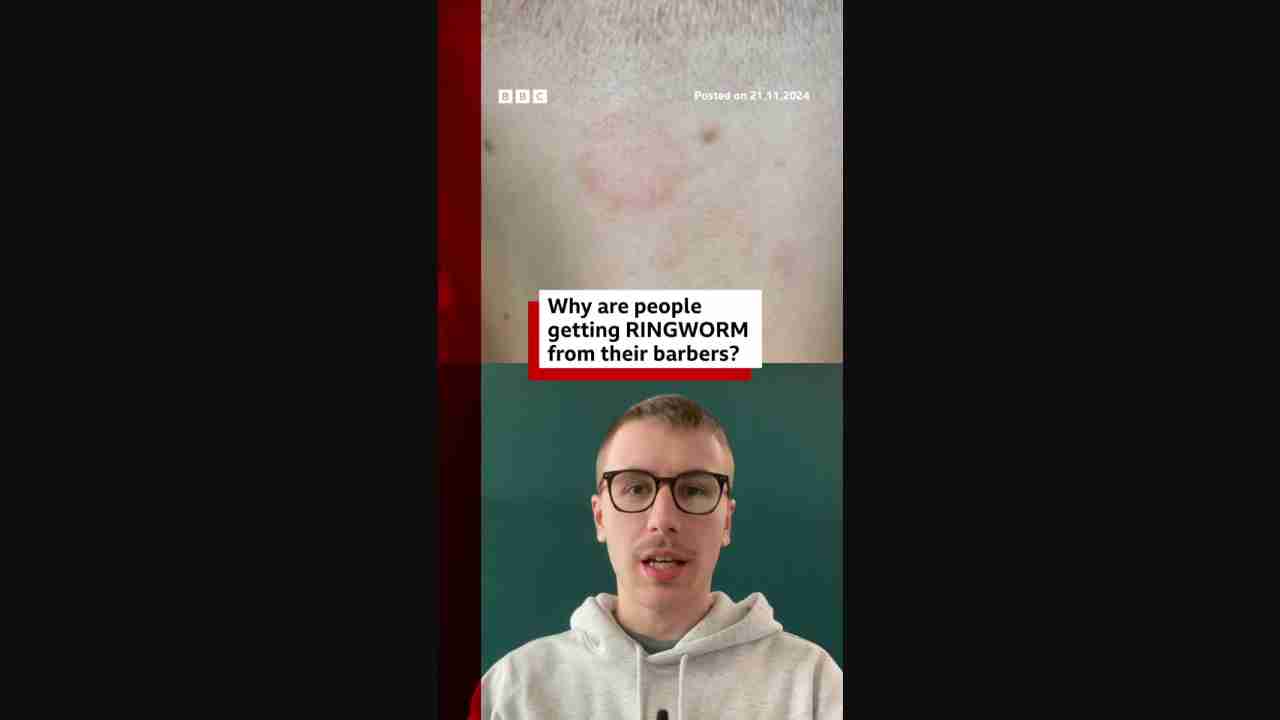 BBC
Posted on 21.11.2024
Why are people
getting RINGWORM
from their barbers?